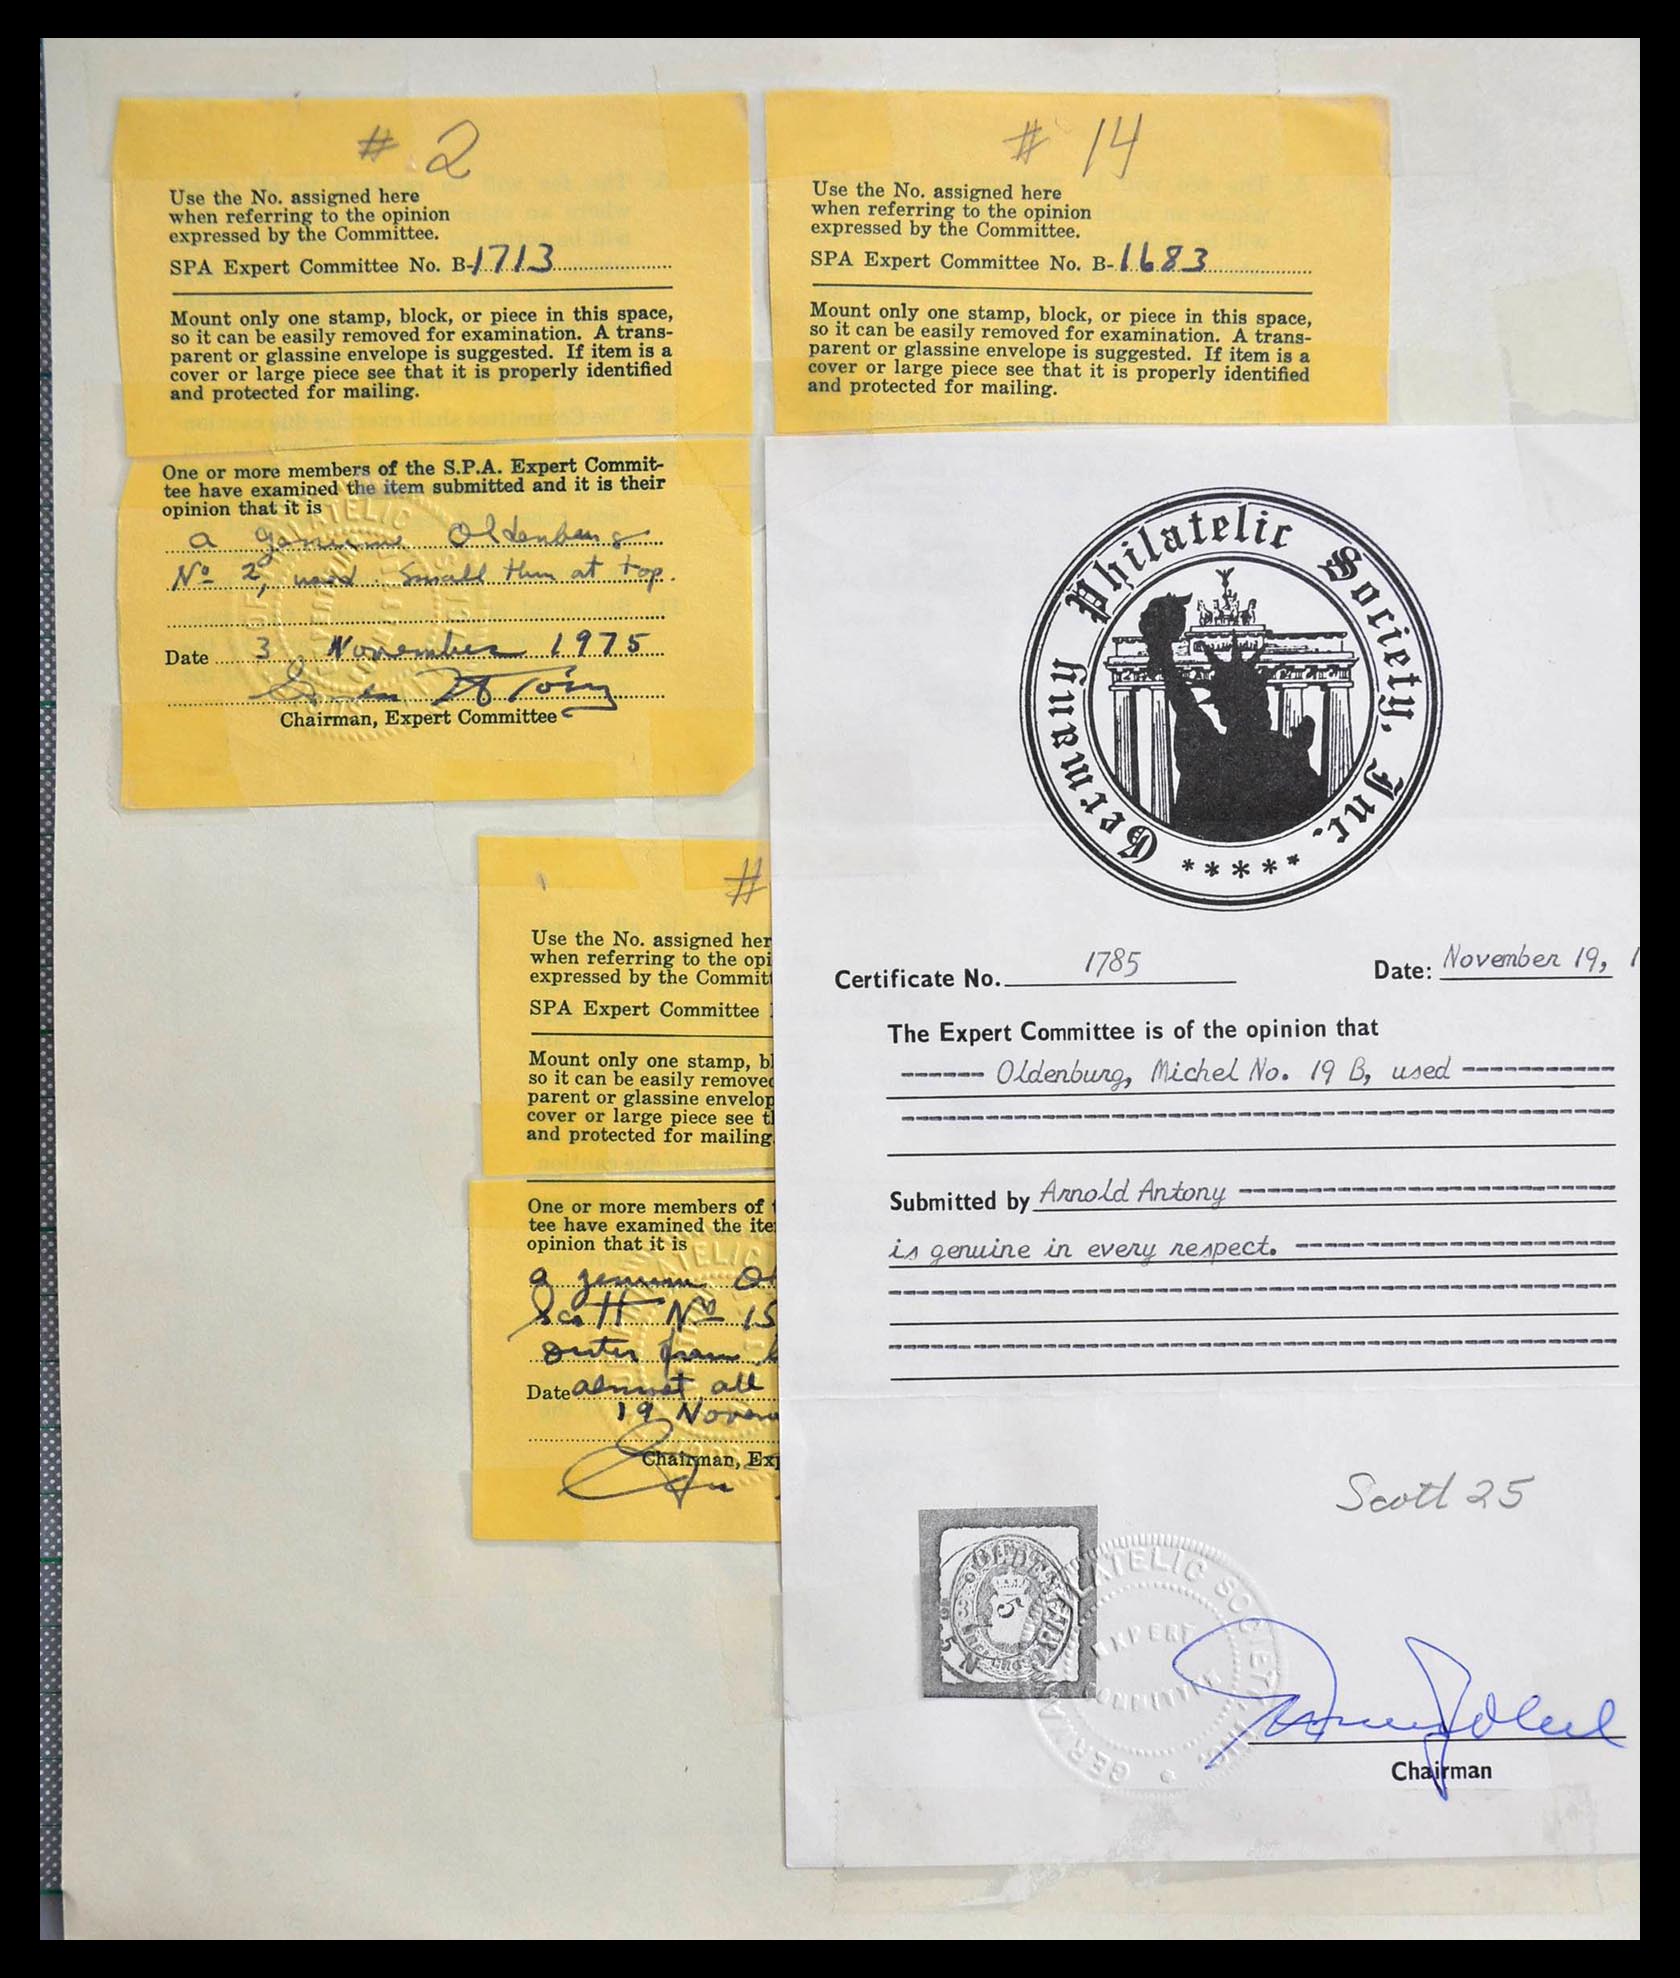 # 2
Use the No. assigned here
when referring to the opinion
expressed by the Committee.
SPA Expert Committee No. B-1713
Mount only one stamp, block, or piece in this space,
so it can be easily removed for examination. A trans-
parent or glassine envelope is suggested. If item is a
cover or large piece see that it is properly identified
and protected for mailing.
One or more members of the S.P.A. Expert Commit-
tee have examined the item submitted and it is their
opinion that it is
a genuine Oldenburg
No 2, used. Small thin at top.
Date 3 November 1975
Chairman, Expert Committee
# 14
Use the No. assigned here
when referring to the opinion
expressed by the Committee.
SPA Expert Committee No. B-1683
Mount only one stamp, block, or piece in this space,
so it can be easily removed for examination. A trans-
parent or glassine envelope is suggested. If item is a
cover or large piece see that it is properly identified
and protected for mailing.
#
Use the No. assigned her
when referring to the opi
expressed by the Commit
SPA Expert Committee
Mount only one stamp, bl
so it can be easily remove
parent or glassine envelop
cover or large piece see t
and protected for mailing
One or more members of
tee have examined the ite
opinion that it is
a genuine Ol
Scott No 15
outer frame
Date almost all
19 Novem
Chairman, Exp
Germany Philatelic Society, Inc.
*****
Certificate No. 1785
Date: November 19, 1
The Expert Committee is of the opinion that
Oldenburg, Michel No. 19 B, used
Submitted by Arnold Antony
is genuine in every respect.
Scott 25
GERMANY PHILATELIC SOCIETY, INC.
EXPERT
COMMITTEE
Chairman